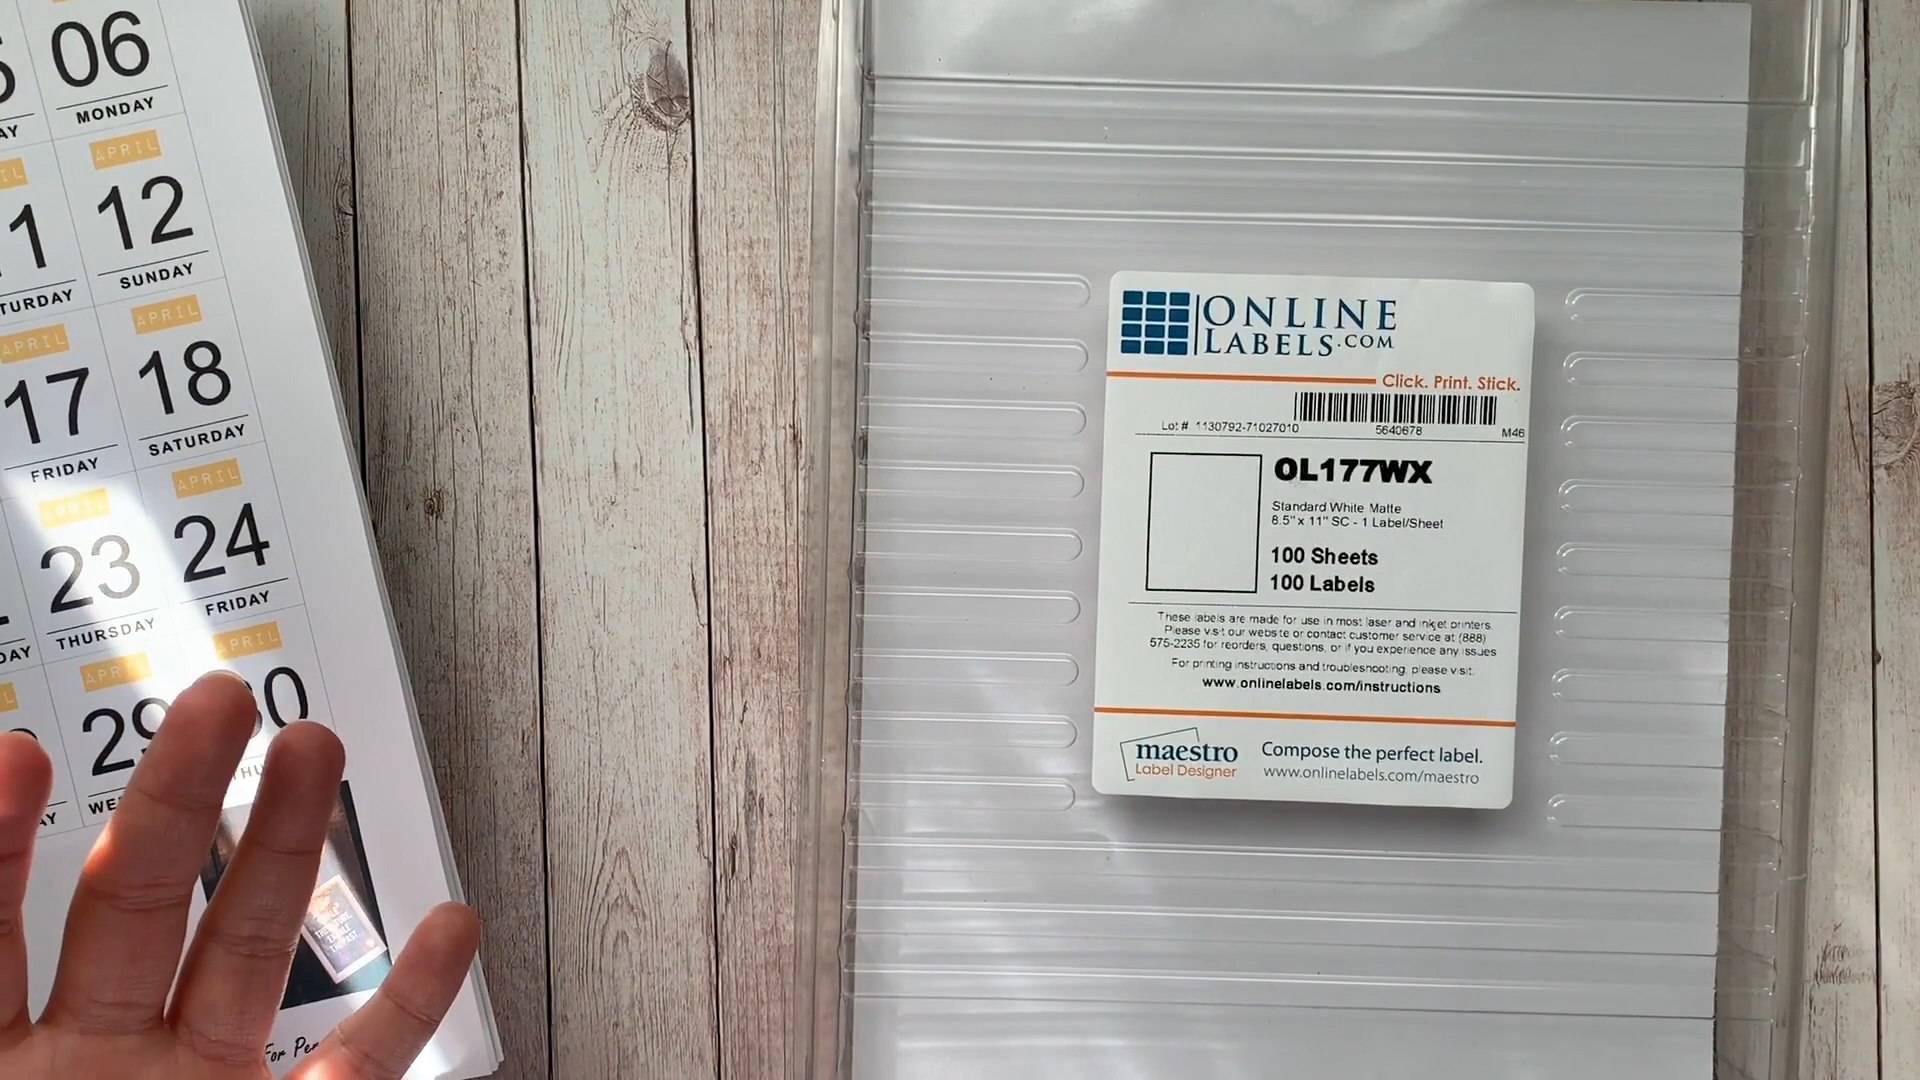 06
MONDAY
APRIL
12
SUNDAY
APRIL
18
SATURDAY
APRIL
17
FRIDAY
APRIL
24
FRIDAY
APRIL
23
THURSDAY
APRIL
APRIL
29
ONLINE
LABELS.COM
Click. Print. Stick.
Lot # 1130792-71027010 5640678 M46
OL177WX
Standard White Matte
8.5" x 11" SC - 1 Label/Sheet
100 Sheets
100 Labels
These labels are made for use in most laser and inkjet printers.
Please visit our website or contact customer service at (888)
575-2235 for reorders, questions, or if you experience any issues
For printing instructions and troubleshooting, please visit:
www.onlinelabels.com/instructions
maestro
Label Designer
Compose the perfect label.
www.onlinelabels.com/maestro
For